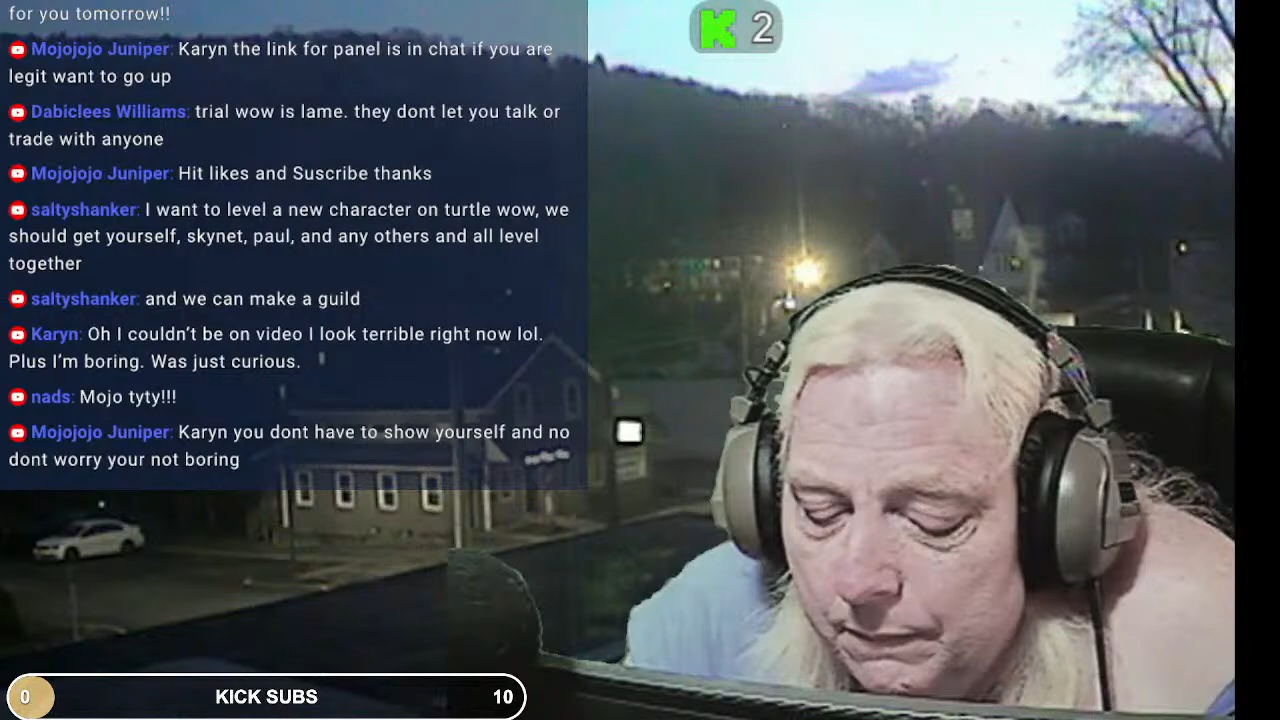 for you tomorrow!!
Mojojojo Juniper: Karyn the link for panel is in chat if you are
legit want to go up
Dabiclees Williams: trial wow is lame. they dont let you talk or
trade with anyone
Mojojojo Juniper: Hit likes and Suscribe thanks
saltyshanker: I want to level a new character on turtle wow, we
should get yourself, skynet, paul, and any others and all level
together
saltyshanker: and we can make a guild
Karyn: Oh I couldn't be on video I look terrible right now lol.
Plus I'm boring. Was just curious.
nads: Mojo tyty!!!
Mojojojo Juniper: Karyn you dont have to show yourself and no
dont worry your not boring
K 2
0 KICK SUBS 10